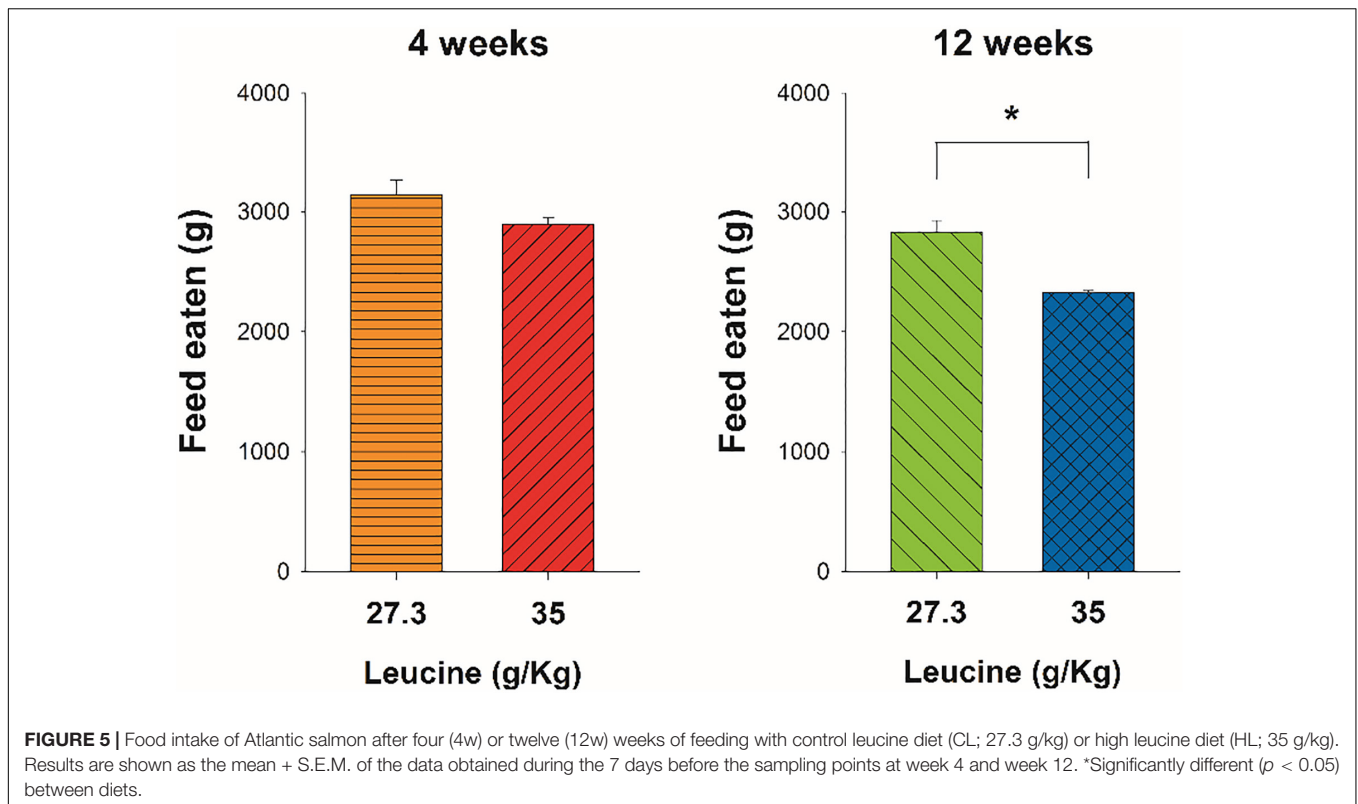 4 weeks
4000
3000
2000
1000
0
Feed eaten (g)
27.3
35
Leucine (g/Kg)
12 weeks
4000
3000
2000
1000
0
Feed eaten (g)
*
27.3
35
Leucine (g/Kg)
FIGURE 5 | Food intake of Atlantic salmon after four (4w) or twelve (12w) weeks of feeding with control leucine diet (CL; 27.3 g/kg) or high leucine diet (HL; 35 g/kg).
Results are shown as the mean + S.E.M. of the data obtained during the 7 days before the sampling points at week 4 and week 12. *Significantly different (p < 0.05)
between diets.